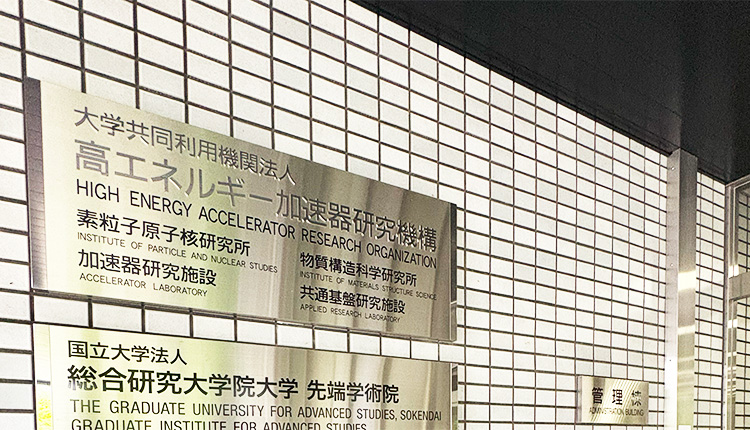 大学共同利用機関法人
高エネルギー加速器研究機構
HIGH ENERGY ACCELERATOR RESEARCH ORGANIZATION
素粒子原子核研究所
INSTITUTE OF PARTICLE AND NUCLEAR STUDIES
物質構造科学研究所
INSTITUTE OF MATERIALS STRUCTURE SCIENCE
加速器研究施設
ACCELERATOR LABORATORY
共通基盤研究施設
APPLIED RESEARCH LABORATORY
国立大学法人
総合研究大学院大学 先端学術院
THE GRADUATE UNIVERSITY FOR ADVANCED STUDIES, SOKENDAI
GRADUATE INSTITUTE FOR ADVANCED STUDIES
管理棟
ADMINISTRATION BUILDING